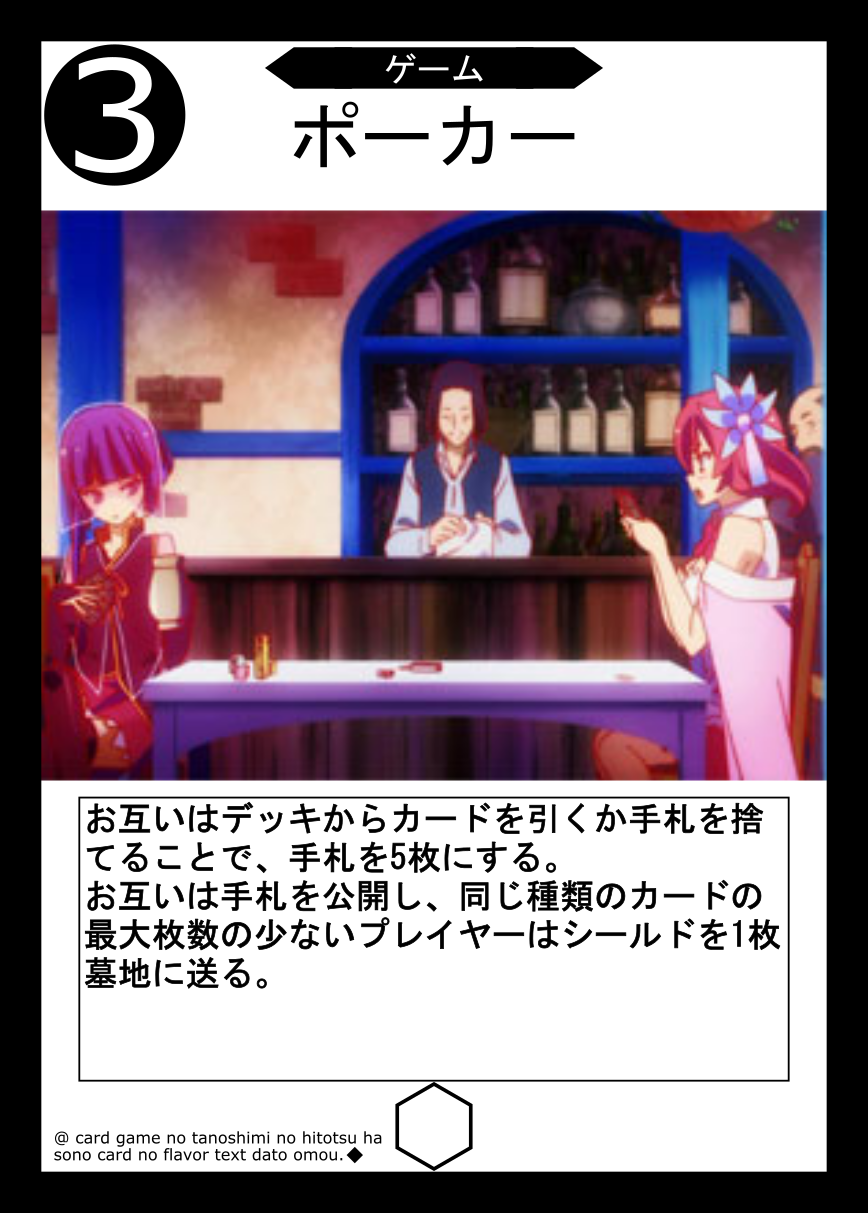 3
ゲーム
ポーカー
お互いはデッキからカードを引くか手札を捨
てることで、手札を5枚にする。
お互いは手札を公開し、同じ種類のカードの
最大枚数の少ないプレイヤーはシールドを1枚
墓地に送る。
@ card game no tanoshimi no hitotsu ha
sono card no flavor text dato omou.◆